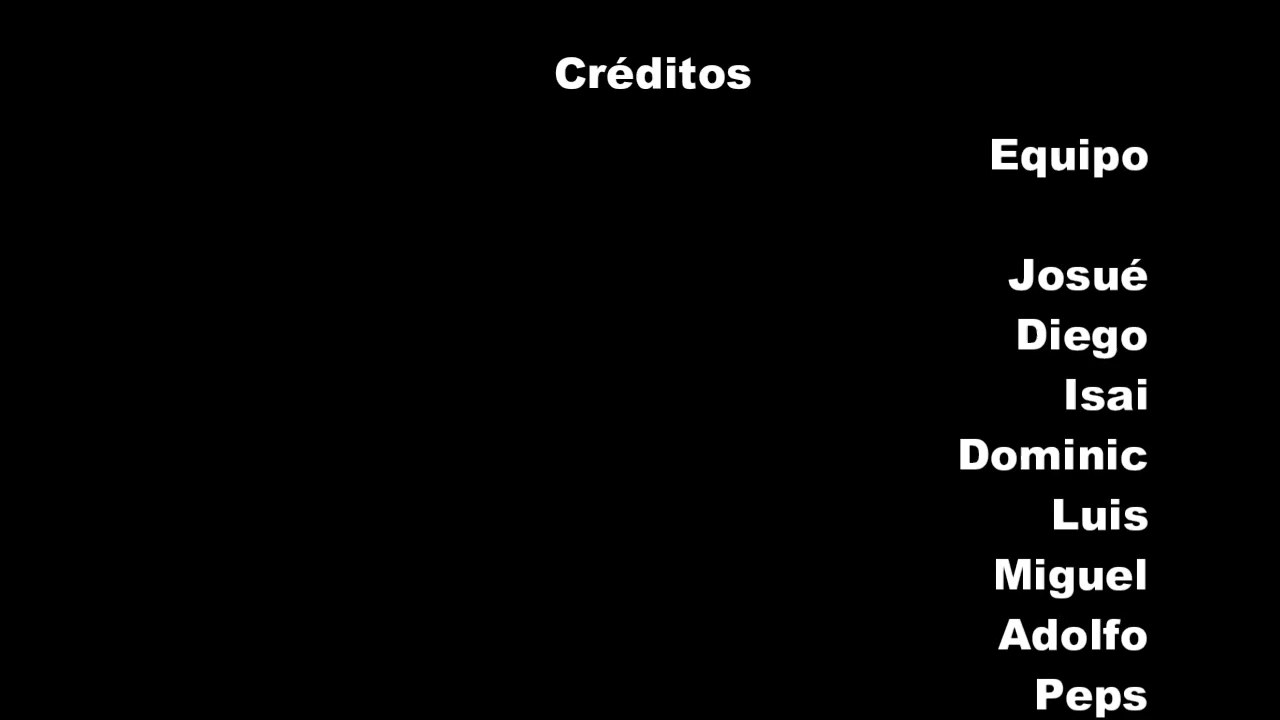 Créditos
Equipo
Josué
Diego
Isai
Dominic
Luis
Miguel
Adolfo
Peps